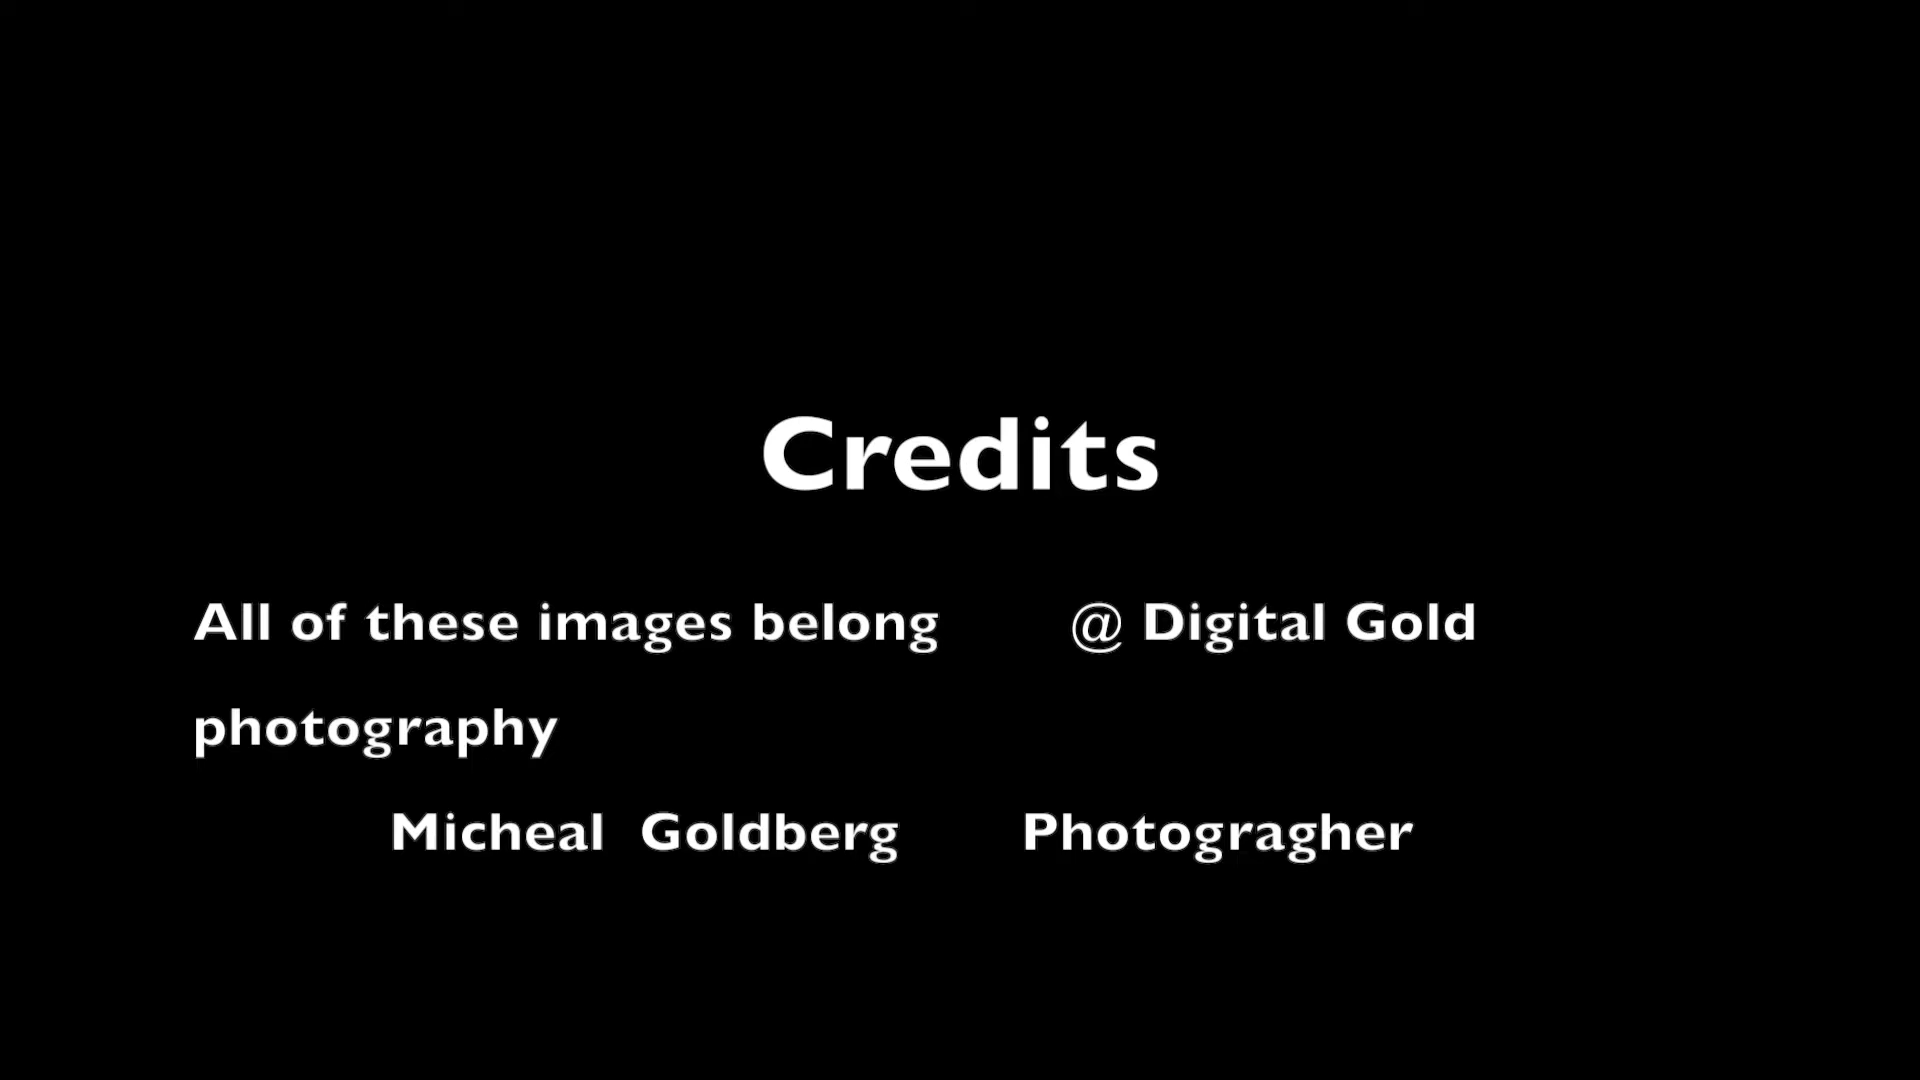 Credits
All of these images belong @ Digital Gold
photography
Micheal Goldberg Photogragher